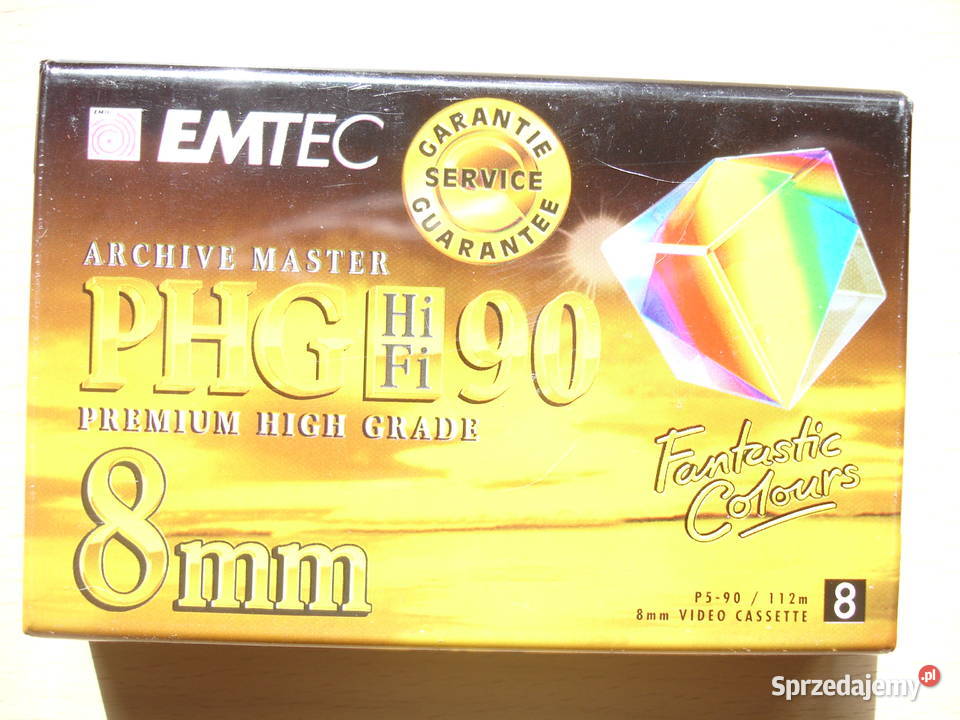 EMTEC
GARANTIE
SERVICE
GUARANTEE
ARCHIVE MASTER
PHG Hi Fi 90
PREMIUM HIGH GRADE
8mm
Fantastic
Colours
P5-90 / 112m
8mm VIDEO CASSETTE
8
Sprzedajemy.pl